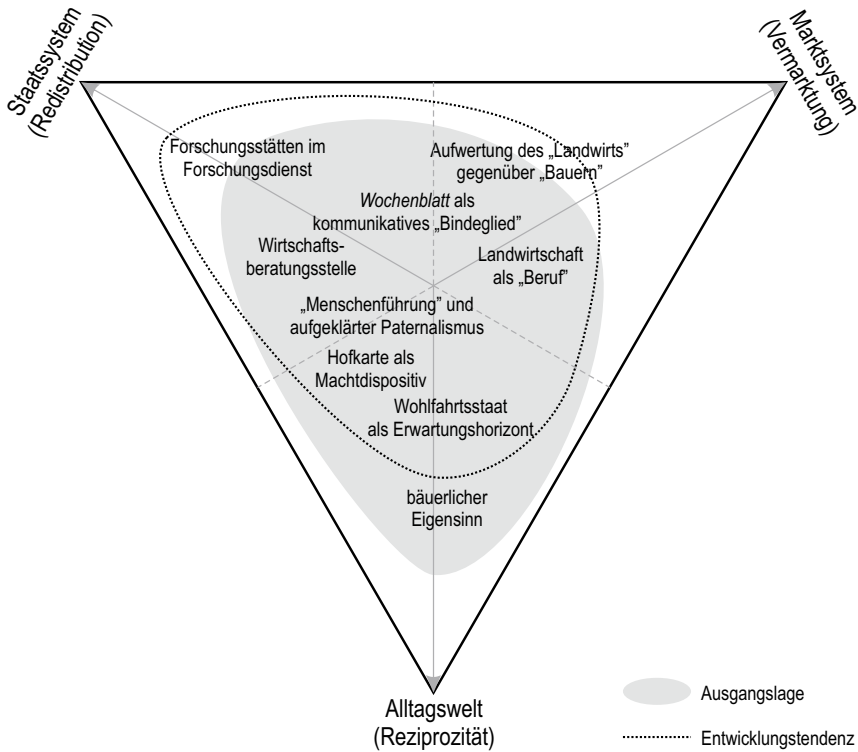 Staatssystem
(Redistribution)
Marktsystem
(Vermarktung)
Forschungsstätten im
Forschungsdienst
Aufwertung des „Landwirts”
gegenüber „Bauern”
Wochenblatt als
kommunikatives „Bindeglied”
Wirtschafts-
beratungsstelle
Landwirtschaft
als „Beruf”
„Menschenführung” und
aufgeklärter Paternalismus
Hofkarte als
Machtdispositiv
Wohlfahrtsstaat
als Erwartungshorizont
bäuerlicher
Eigensinn
Alltagswelt
(Reziprozität)
Ausgangslage
Entwicklungstendenz